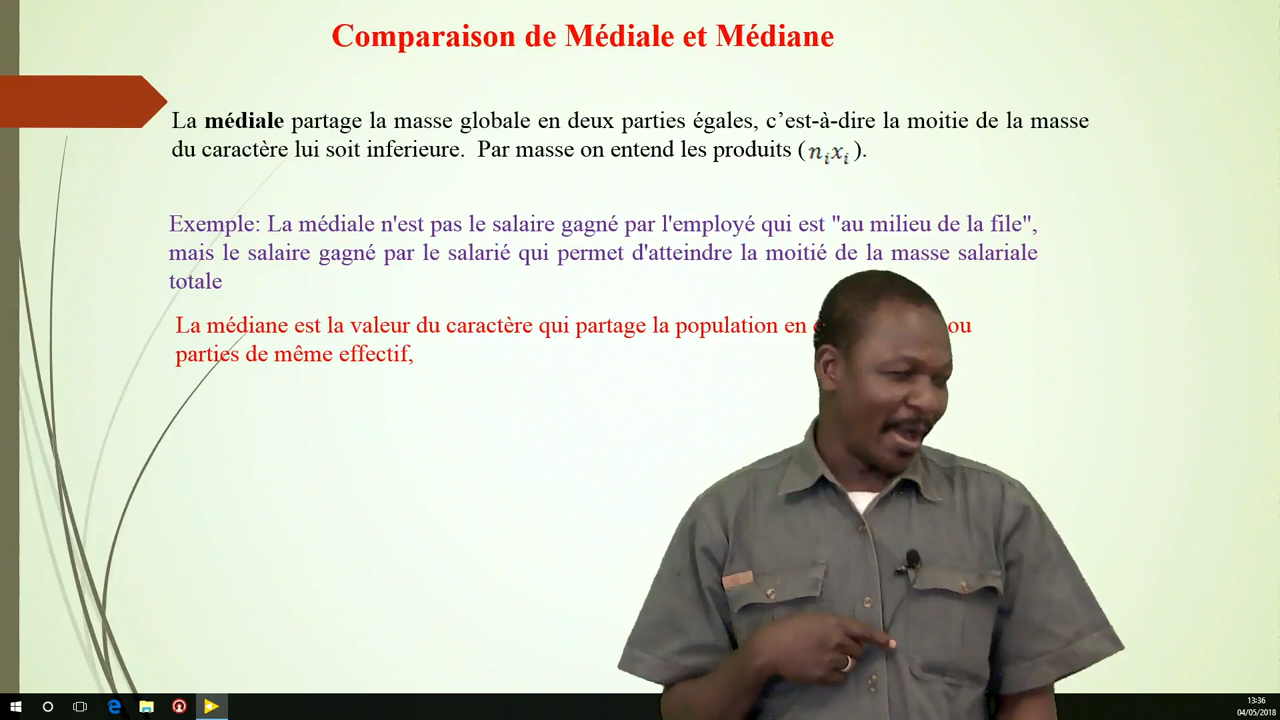 Comparaison de Médiale et Médiane
La médiale partage la masse globale en deux parties égales, c’est-à-dire la moitie de la masse
du caractère lui soit inferieure. Par masse on entend les produits (nᵢxᵢ).
Exemple: La médiale n'est pas le salaire gagné par l'employé qui est "au milieu de la file",
mais le salaire gagné par le salarié qui permet d'atteindre la moitié de la masse salariale
totale
La médiane est la valeur du caractère qui partage la population en ou
parties de même effectif,
13:36
04/05/2018